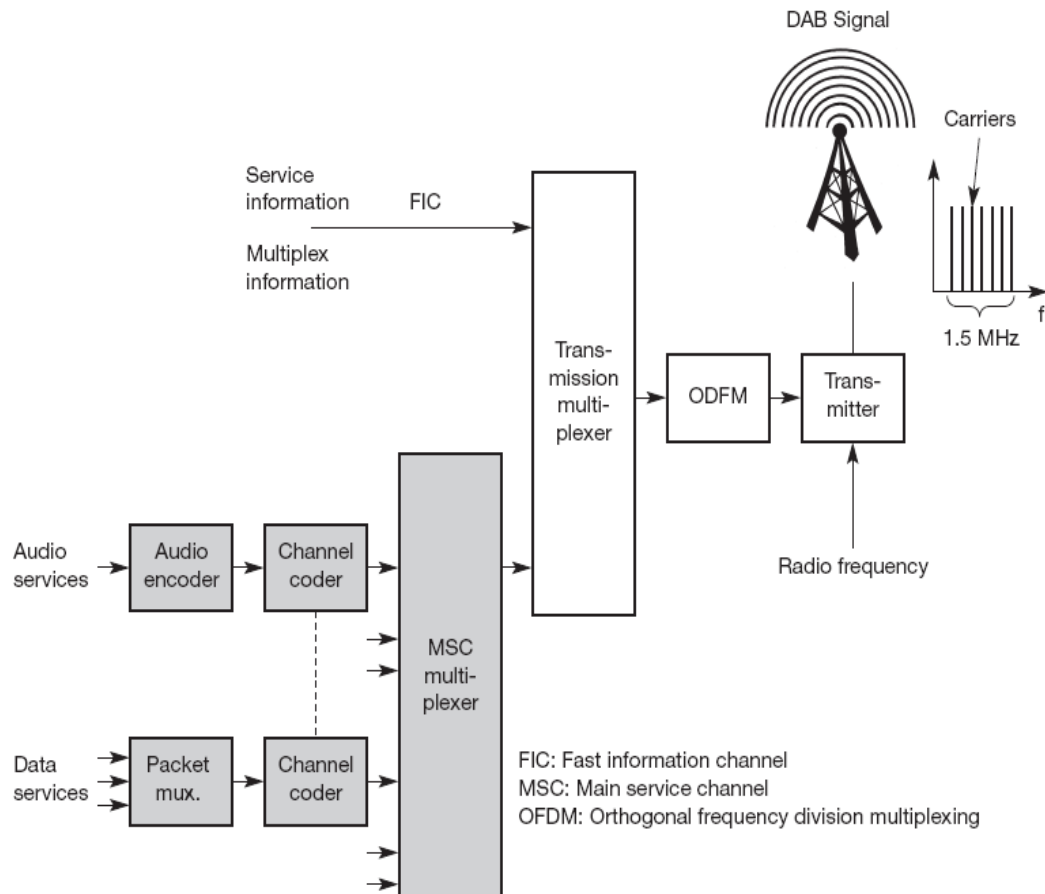 DAB Signal
Carriers
f
1.5 MHz
Service
information
FIC
Multiplex
information
Trans-
mission
multi-
plexer
ODFM
Trans-
mitter
Radio frequency
Audio
services
Audio
encoder
Channel
coder
MSC
multi-
plexer
Data
services
Packet
mux.
Channel
coder
FIC: Fast information channel
MSC: Main service channel
OFDM: Orthogonal frequency division multiplexing